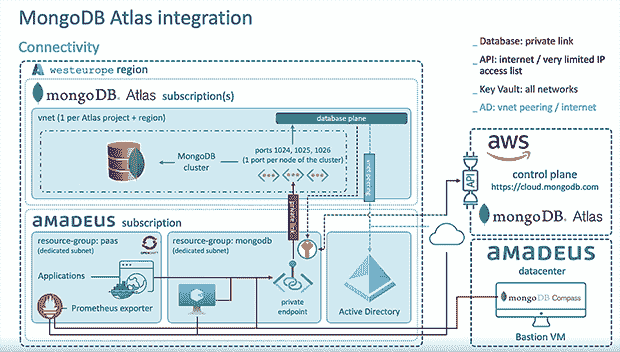 MongoDB Atlas integration
Connectivity
_ Database: private link
_ API: internet / very limited IP
access list
_ Key Vault: all networks
_ AD: vnet peering / internet
westeurope region
mongoDB. Atlas subscription(s)
vnet (1 per Atlas project + region)
database plane
MongoDB
cluster
ports 1024, 1025, 1026
(1 port per node of the cluster)
vnet peering
private link
API
aws
control plane
https://cloud.mongodb.com
mongoDB. Atlas
amadeus subscription
resource-group: paas
(dedicated subnet)
OPENSHIFT
resource-group: mongodb
(dedicated subnet)
Applications
Prometheus exporter
private
endpoint
Active Directory
amadeus
datacenter
mongoDB Compass
Bastion VM